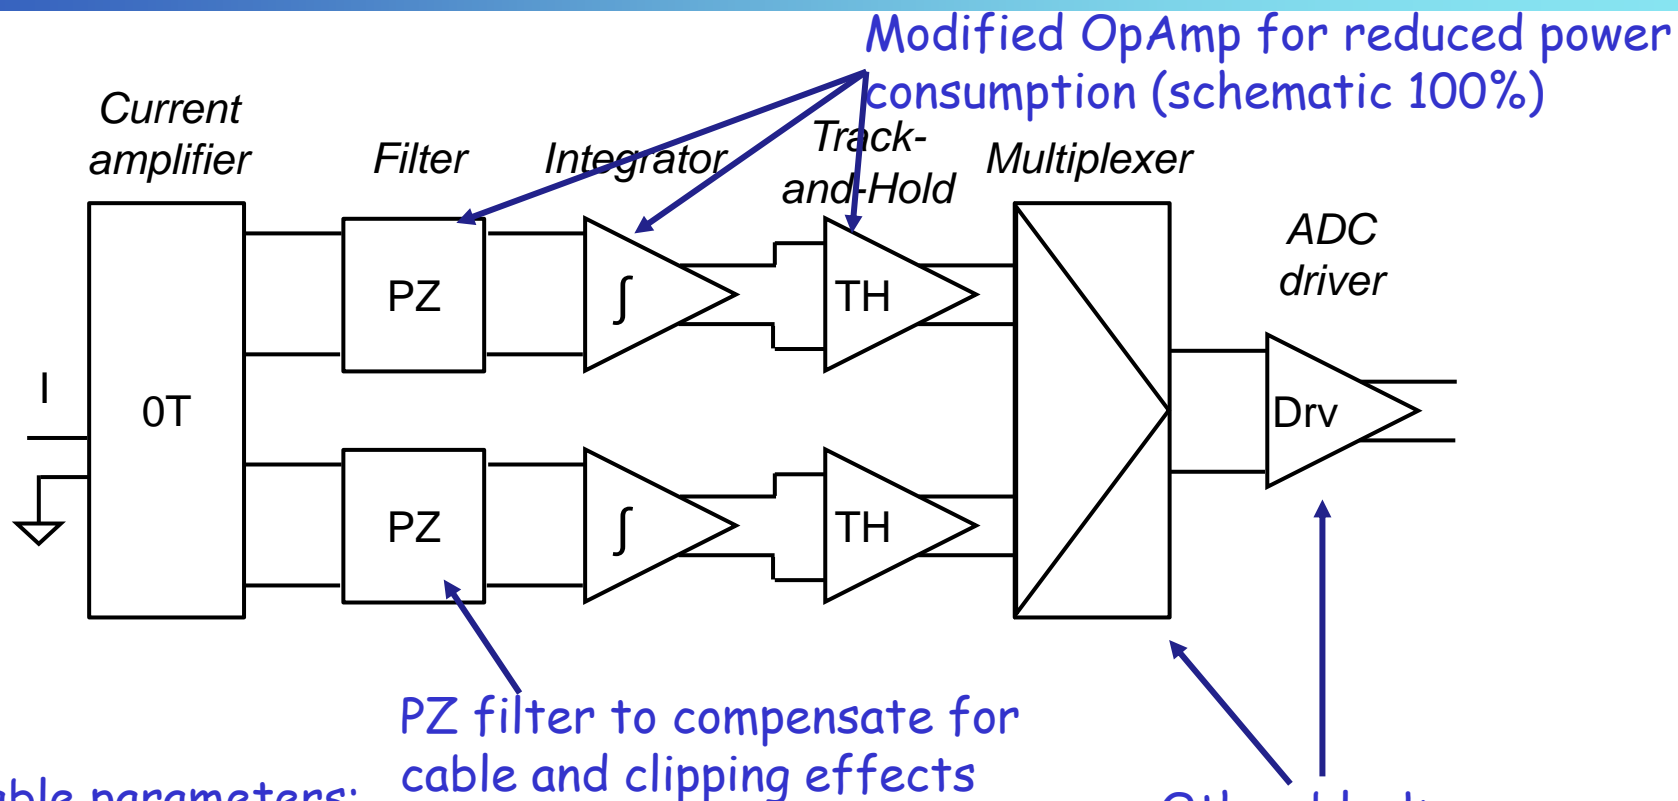 Modified OpAmp for reduced power
consumption (schematic 100%)
Current
amplifier
Filter
Integrator
Track-
and-Hold
Multiplexer
ADC
driver
PZ
∫
TH
I
0T
Drv
PZ
∫
TH
PZ filter to compensate for
cable and clipping effects
parameters: